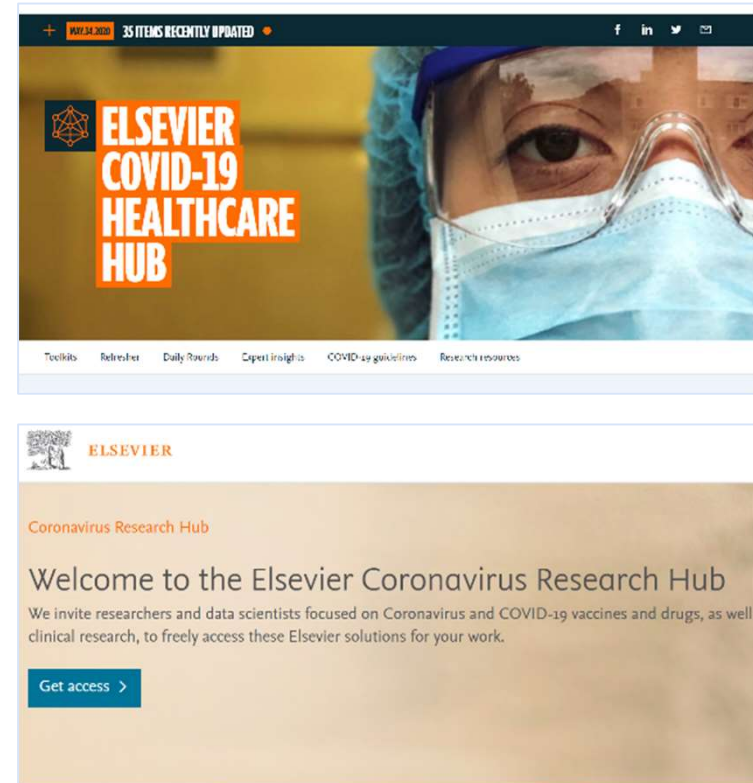 MAY.14.2020 35 ITEMS RECENTLY UPDATED
ELSEVIER
COVID-19
HEALTHCARE
HUB
Toolkits Refresher Daily Rounds Expert insights COVID-19 guidelines Research resources
ELSEVIER
Coronavirus Research Hub
Welcome to the Elsevier Coronavirus Research Hub
We invite researchers and data scientists focused on Coronavirus and COVID-19 vaccines and drugs, as well
clinical research, to freely access these Elsevier solutions for your work.
Get access >